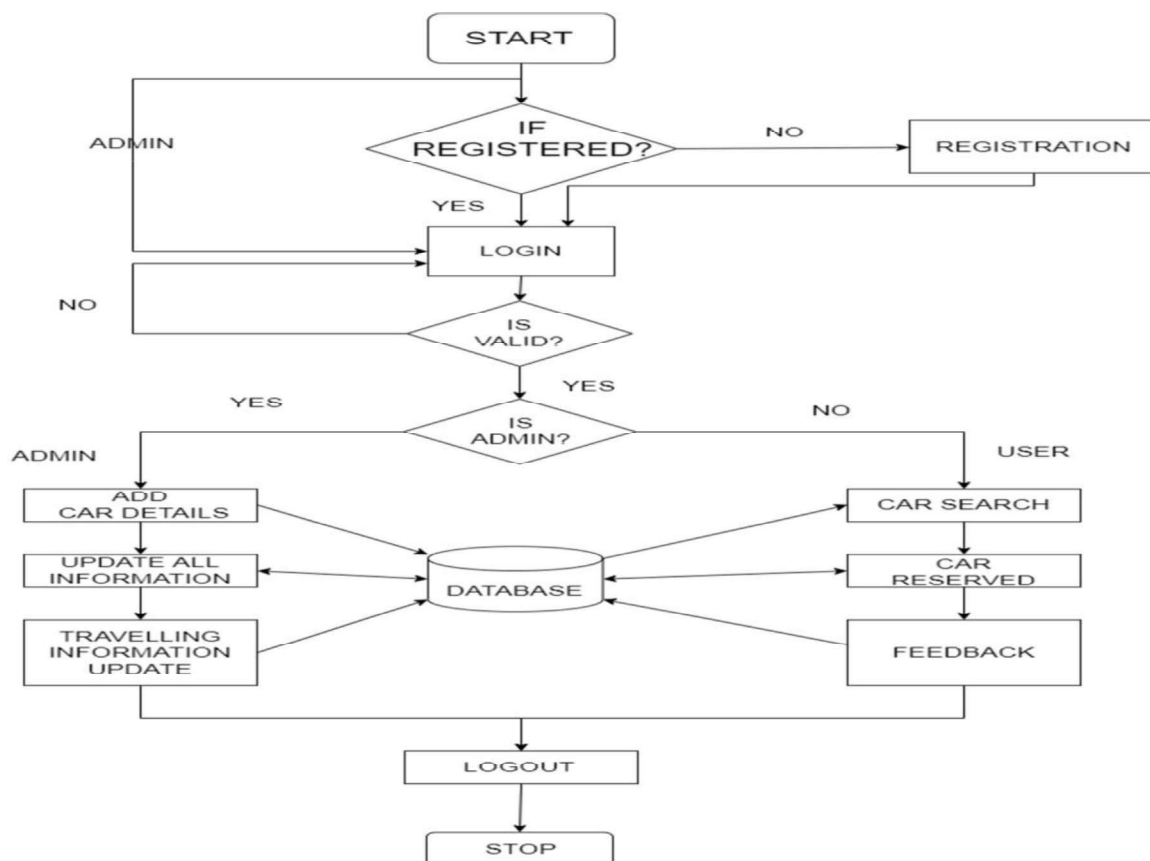 START
IF
REGISTERED?
NO
REGISTRATION
ADMIN
YES
LOGIN
NO
IS
VALID?
YES
YES
IS
ADMIN?
NO
ADMIN
USER
ADD
CAR DETAILS
CAR SEARCH
UPDATE ALL
INFORMATION
DATABASE
CAR
RESERVED
TRAVELLING
INFORMATION
UPDATE
FEEDBACK
LOGOUT
STOP